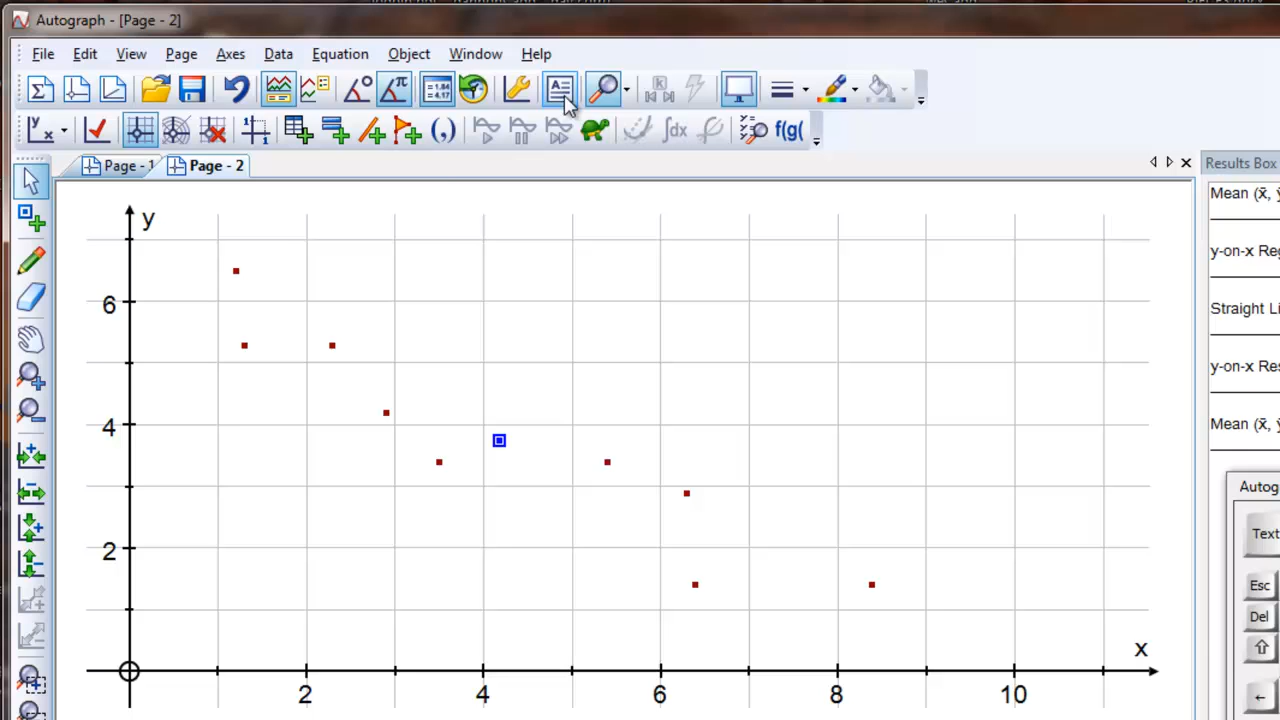 Autograph - [Page - 2]
File Edit View Page Axes Data Equation Object Window Help
f(g(
Page - 1 Page - 2
Results Box
Mean (x̄,
y-on-x Reg
Straight Li
y-on-x Res
Mean (x̄,
Autog
Text
Esc
Del
y
6
4
2
x
2 4 6 8 10